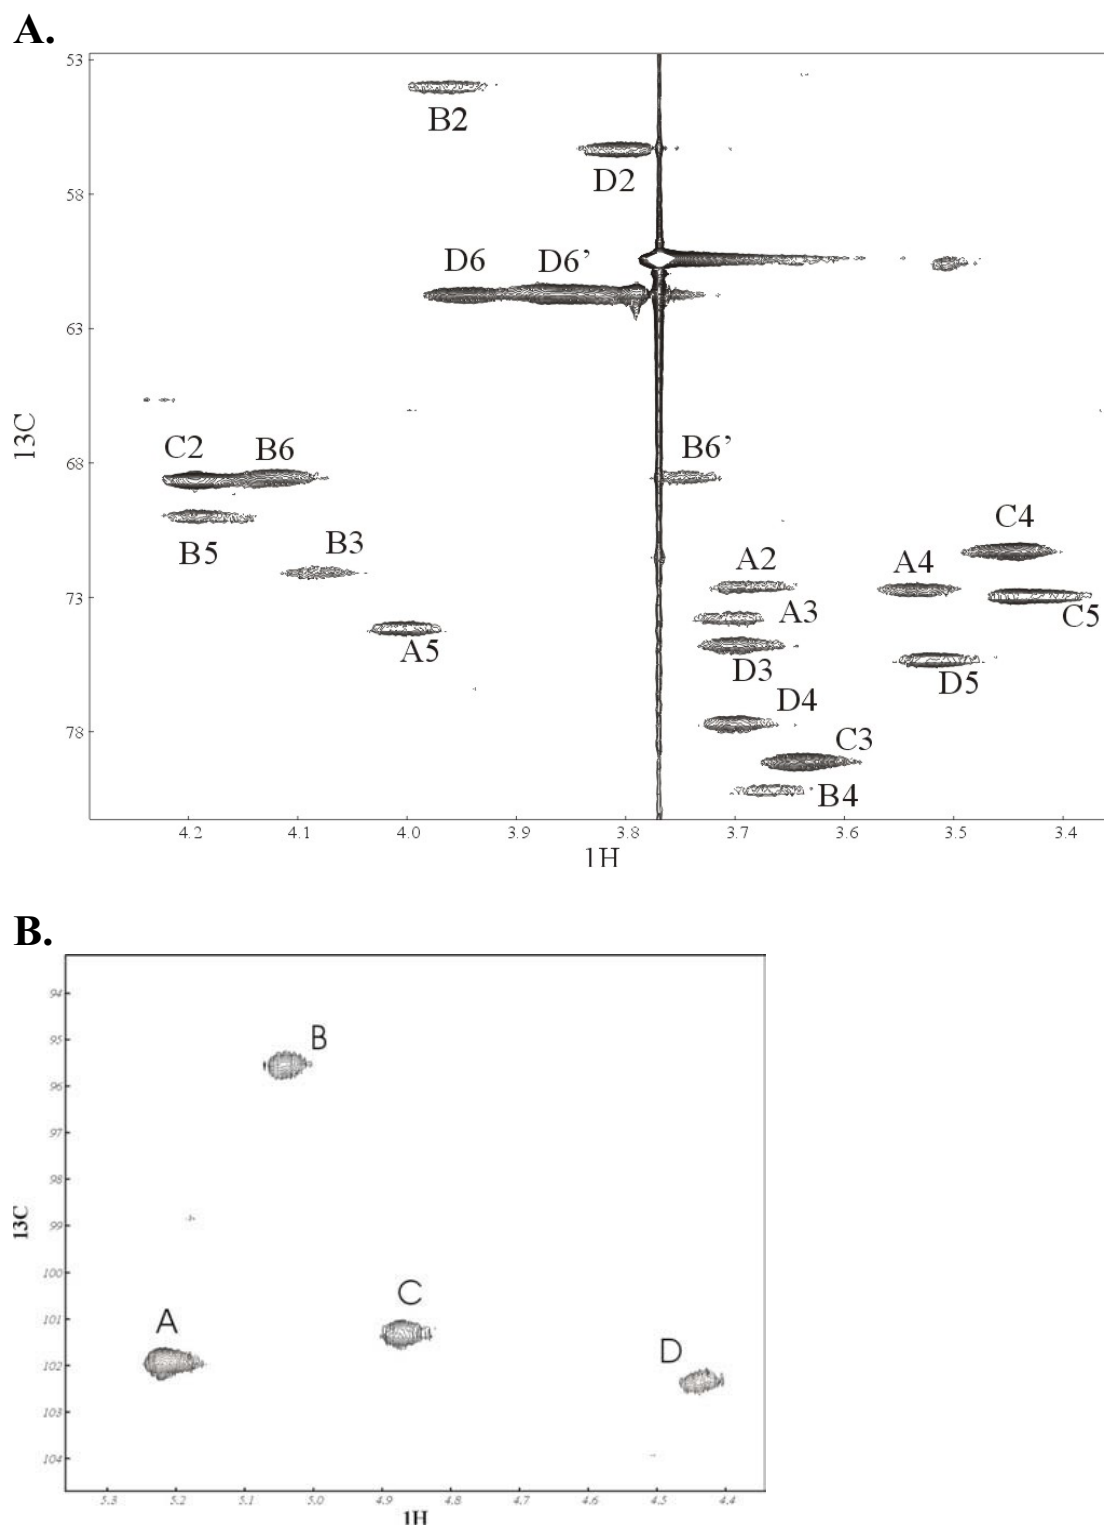 A.
53
58
63
68
73
78
13C
B2
D2
D6 D6’
C2 B6 B6’
B5 B3 C4
A2 A4
A3 C5
A5 D3 D5
D4
C3
B4
4.2 4.1 4.0 3.9 3.8 3.7 3.6 3.5 3.4
1H
B.
94
95
96
97
98
99
100
101
102
103
104
13C
B
C
A
D
5.3 5.2 5.1 5.0 4.9 4.8 4.7 4.6 4.5 4.4
1H